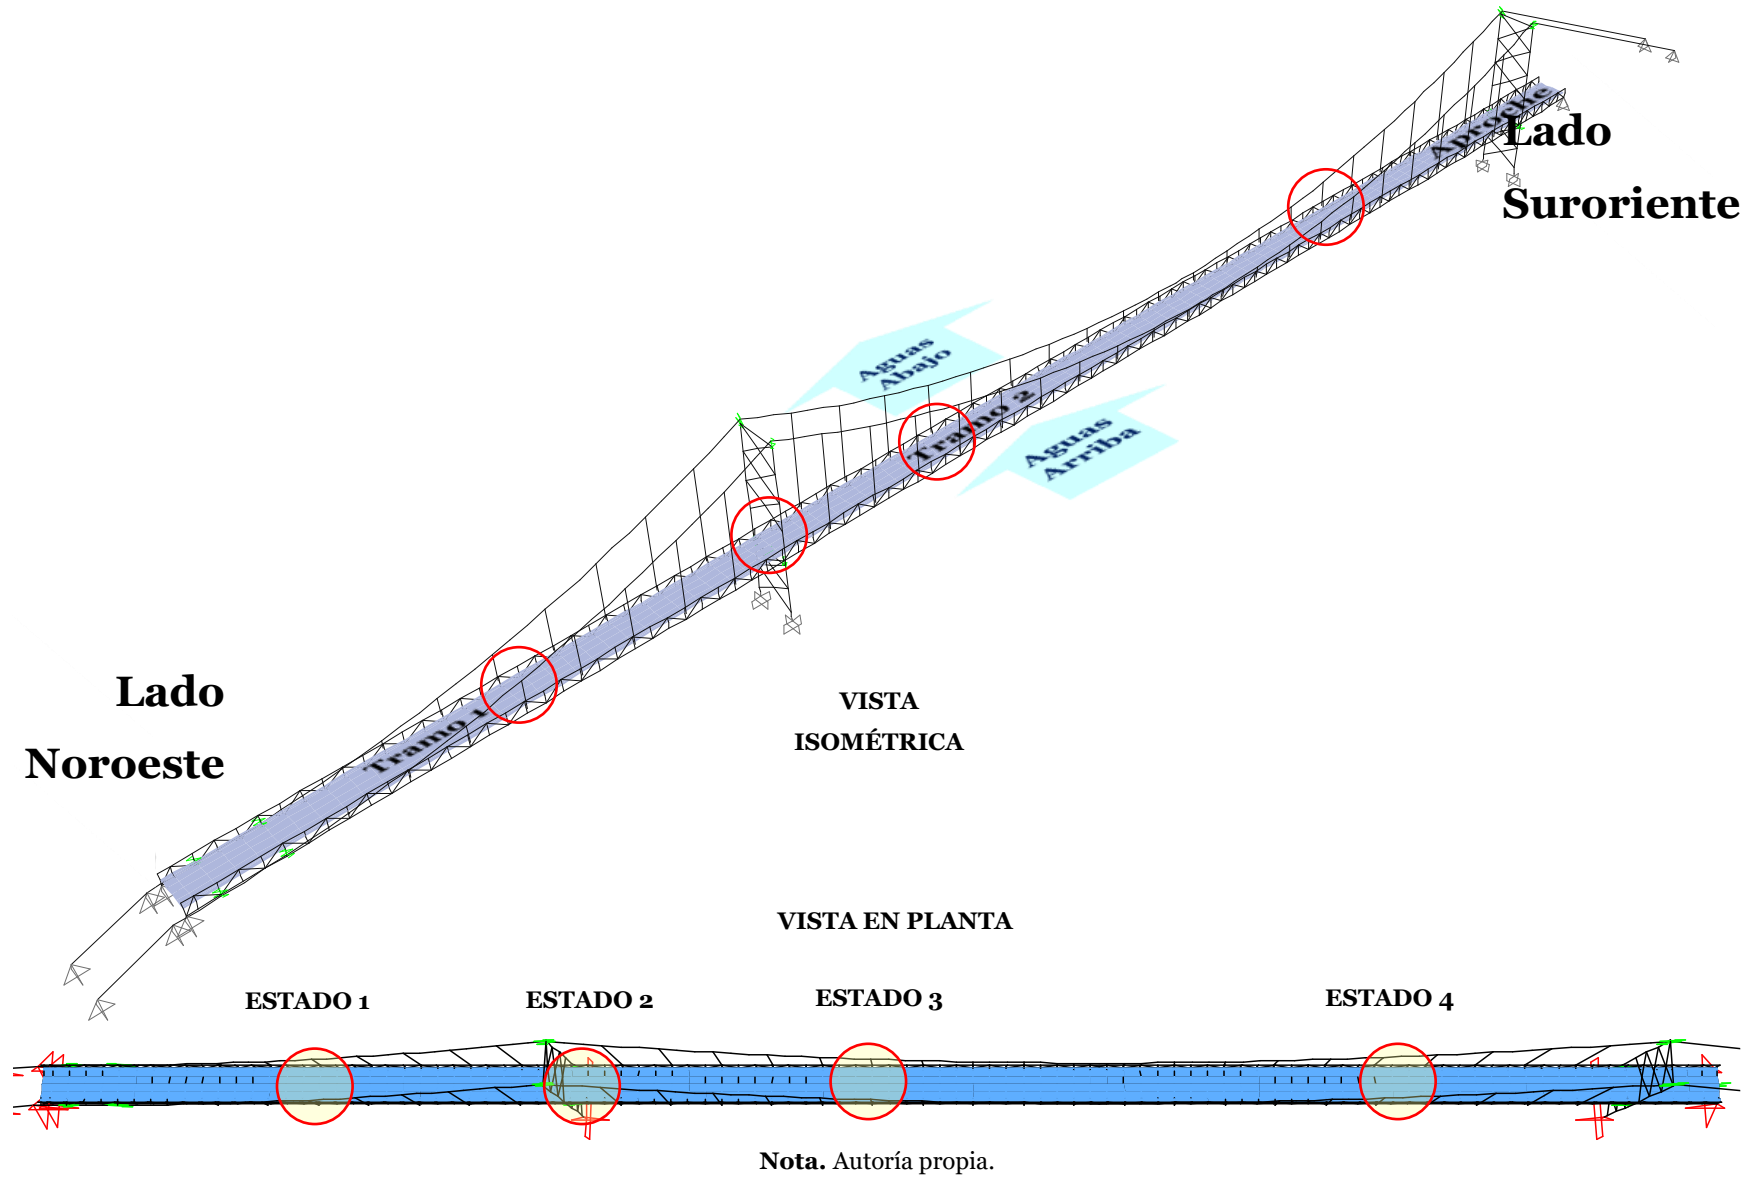 Aproche
Lado
Suroriente
Aguas
Abajo
Tramo 2
Aguas
Arriba
Lado
Noroeste
Tramo 1
VISTA
ISOMÉTRICA
VISTA EN PLANTA
ESTADO 1
ESTADO 2
ESTADO 3
ESTADO 4
Nota. Autoría propia.